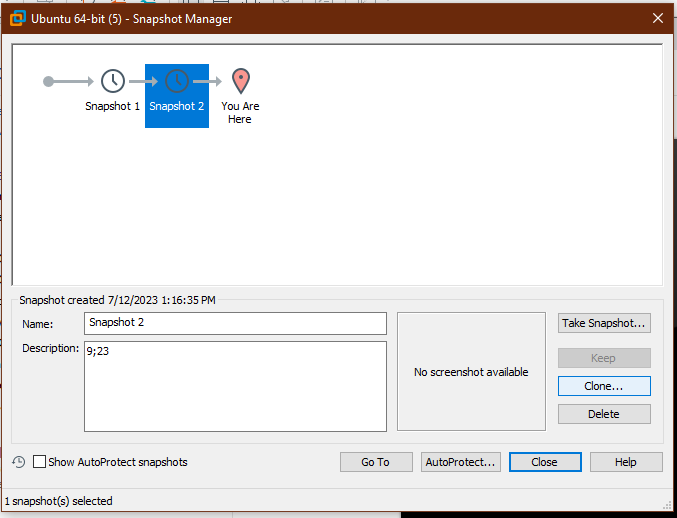 Ubuntu 64-bit (5) - Snapshot Manager
Snapshot 1
Snapshot 2
You Are
Here
Snapshot created 7/12/2023 1:16:35 PM
Name:
Snapshot 2
Take Snapshot...
Description:
9;23
No screenshot available
Keep
Clone...
Delete
Show AutoProtect snapshots
Go To
AutoProtect...
Close
Help
1 snapshot(s) selected